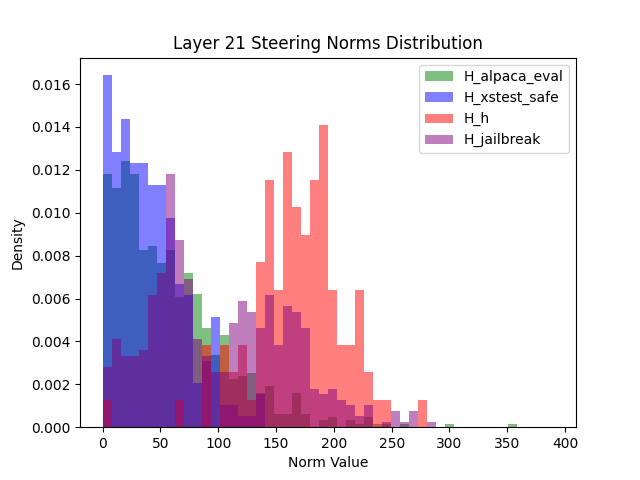 Layer 21 Steering Norms Distribution
H_alpaca_eval
H_xstest_safe
H_h
H_jailbreak
0.016
0.014
0.012
0.010
0.008
0.006
0.004
0.002
0.000
Density
0 50 100 150 200 250 300 350 400
Norm Value